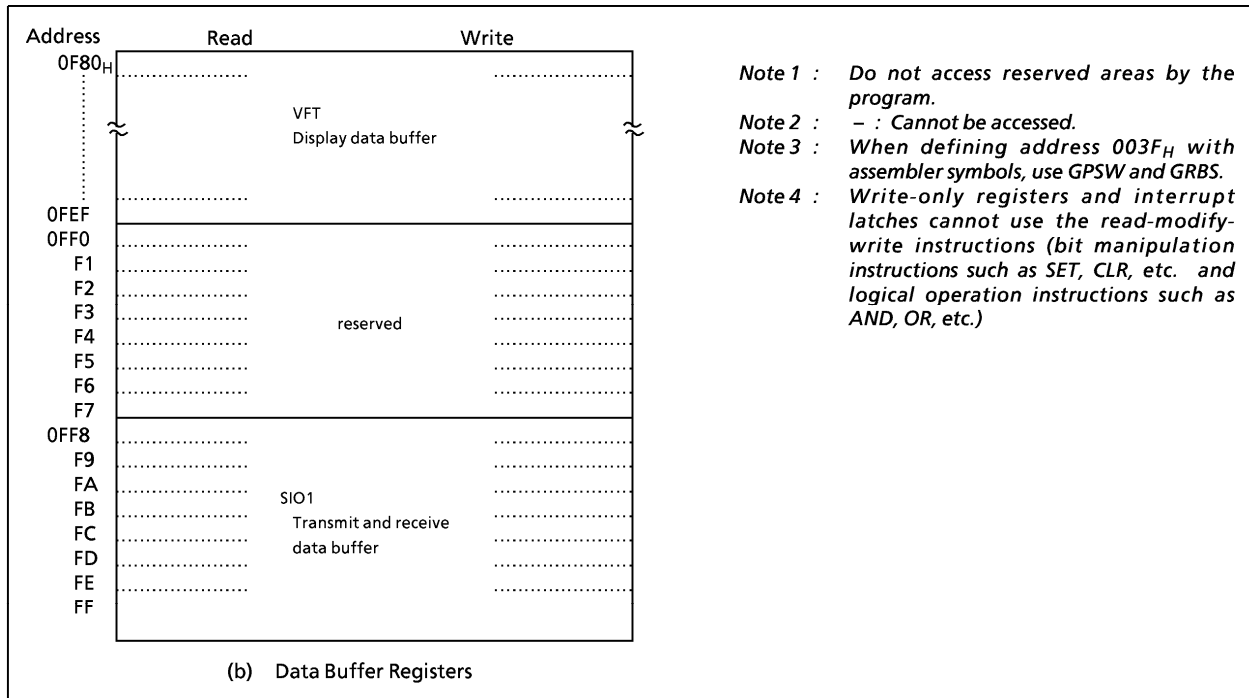 Address Read Write
0F80H
VFT
Display data buffer
0FEF
0FF0
F1
F2
F3
reserved
F4
F5
F6
F7
0FF8
F9
FA
SIO1
FB
Transmit and receive
FC
data buffer
FD
FE
FF
(b) Data Buffer Registers
Note 1 : Do not access reserved areas by the
program.
Note 2 : – : Cannot be accessed.
Note 3 : When defining address 003FH with
assembler symbols, use GPSW and GRBS.
Note 4 : Write-only registers and interrupt
latches cannot use the read-modify-
write instructions (bit manipulation
instructions such as SET, CLR, etc. and
logical operation instructions such as
AND, OR, etc.)